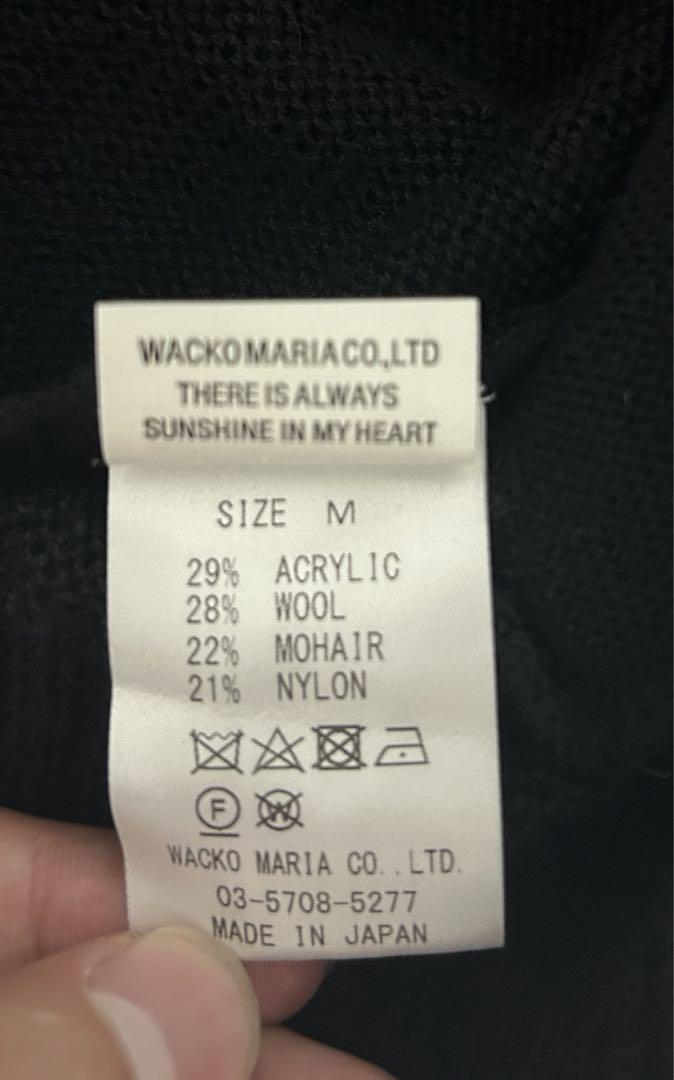 WACKO MARIA CO.,LTD
THERE IS ALWAYS
SUNSHINE IN MY HEART
SIZE M
29% ACRYLIC
28% WOOL
22% MOHAIR
21% NYLON
F W
WACKO MARIA CO..LTD.
03-5708-5277
MADE IN JAPAN